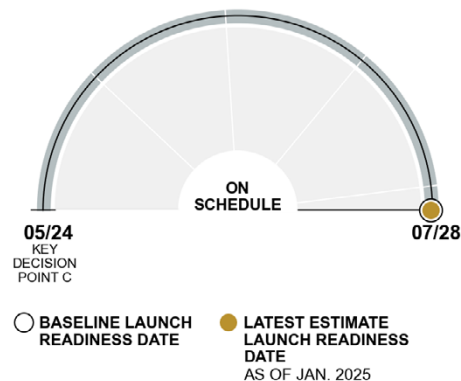 ON
SCHEDULE
05/24
KEY
DECISION
POINT C
07/28
BASELINE LAUNCH
READINESS DATE
LATEST ESTIMATE
LAUNCH READINESS
DATE
AS OF JAN. 2025